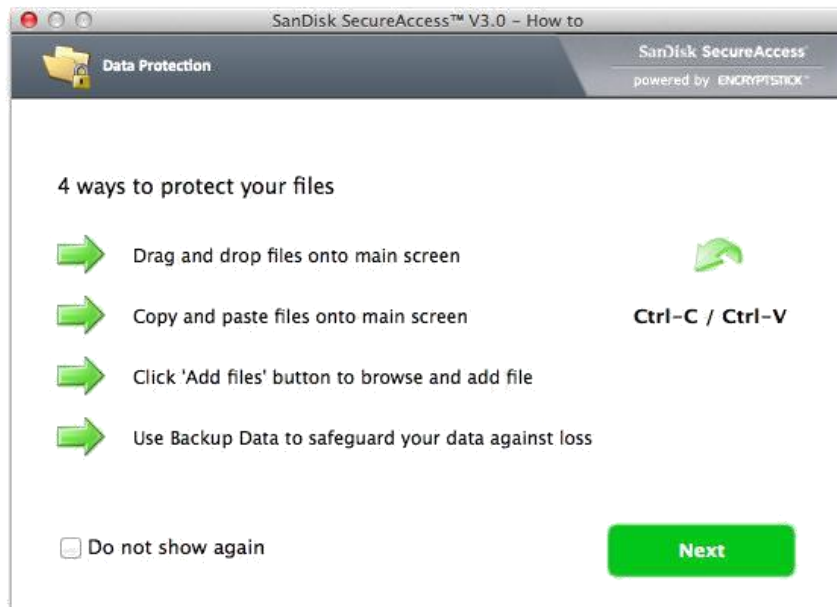 SanDisk SecureAccess™ V3.0 – How to
Data Protection
SanDisk SecureAccess™
powered by ENCRYPTSTICK™
4 ways to protect your files
Drag and drop files onto main screen
Copy and paste files onto main screen
Ctrl–C / Ctrl–V
Click 'Add files' button to browse and add file
Use Backup Data to safeguard your data against loss
Do not show again
Next